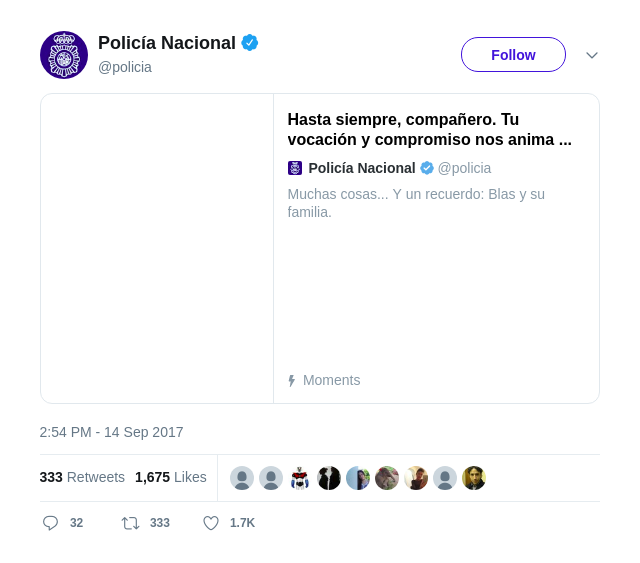 Policía Nacional
@policia
Follow
Hasta siempre, compañero. Tu
vocación y compromiso nos anima ...
Policía Nacional @policia
Muchas cosas... Y un recuerdo: Blas y su
familia.
Moments
2:54 PM - 14 Sep 2017
333 Retweets 1,675 Likes
32 333 1.7K